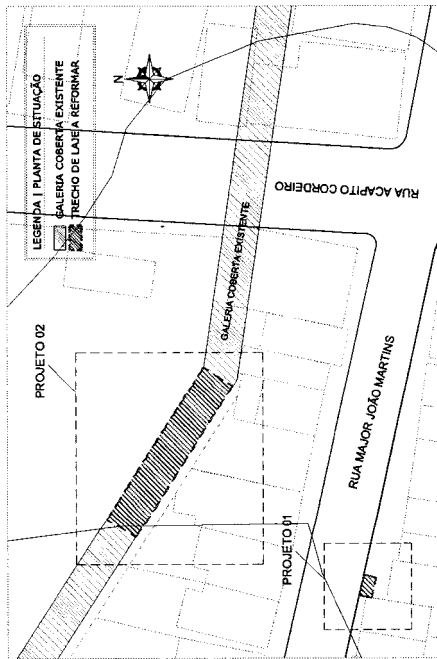 LEGENDA | PLANTA DE SITUAÇÃO
GALERIA COBERTA EXISTENTE
TRECHO DE LAJE A REFORMAR
N
PROJETO 02
GALERIA COBERTA EXISTENTE
RUA ACAPITO CORDEIRO
RUA MAJOR JOÃO MARTINS
PROJETO 01